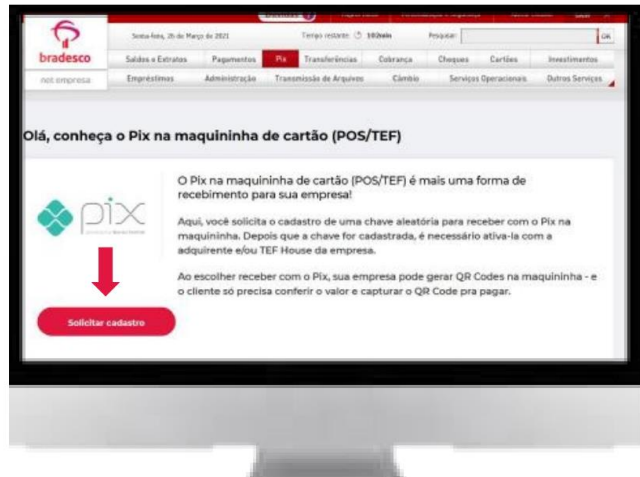 Dúvidas
bradesco
net empresa
Sexta-feira, 26 de Março de 2021
Tempo restante:
Pesquisar:
OK
Saldos e Extratos Pagamentos Pix Transferências Cobrança Cheques Cartões Investimentos
Empréstimos Administração Transmissão de Arquivos Câmbio Serviços Operacionais Outros Serviços
Olá, conheça o Pix na maquininha de cartão (POS/TEF)
pix
O Pix na maquininha de cartão (POS/TEF) é mais uma forma de
recebimento para sua empresa!
Aqui, você solicita o cadastro de uma chave aleatória para receber com o Pix na
maquininha. Depois que a chave for cadastrada, é necessário ativa-la com a
adquirente e/ou TEF House da empresa.
Ao escolher receber com o Pix, sua empresa pode gerar QR Codes na maquininha - e
o cliente só precisa conferir o valor e capturar o QR Code pra pagar.
Solicitar cadastro